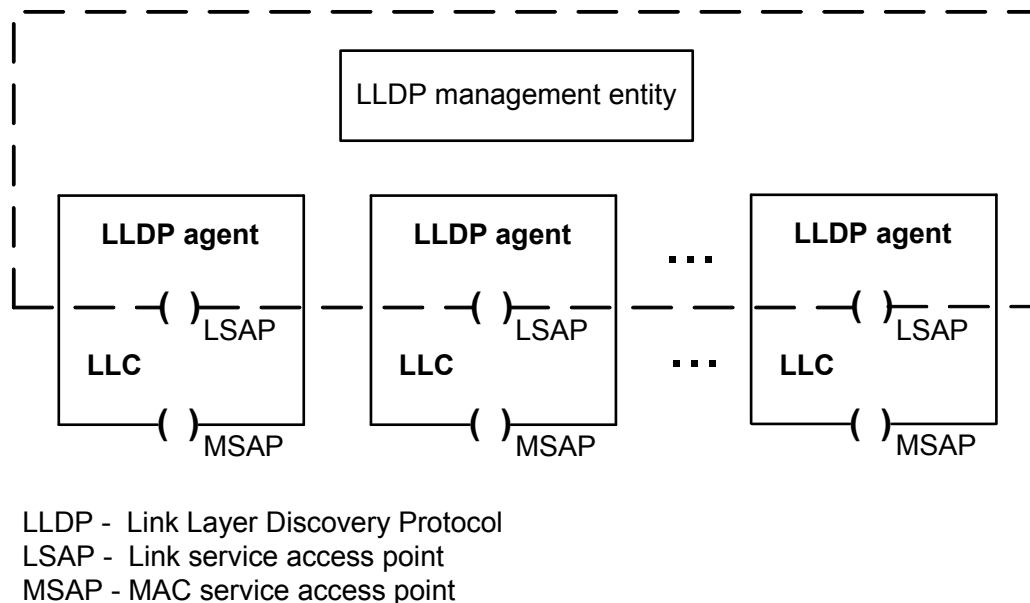 LLDP management entity
LLDP agent LLDP agent ... LLDP agent
( ) LSAP ( ) LSAP ( ) LSAP
LLC LLC ... LLC
( ) MSAP ( ) MSAP ( ) MSAP
LLDP - Link Layer Discovery Protocol
LSAP - Link service access point
MSAP - MAC service access point